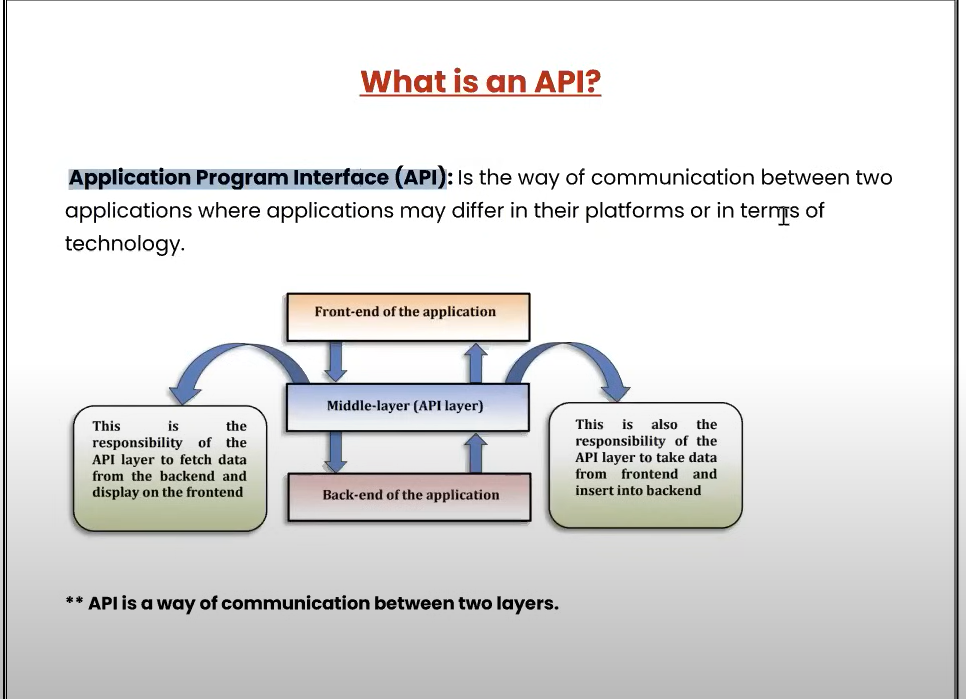 What is an API?
Application Program Interface (API): Is the way of communication between two
applications where applications may differ in their platforms or in terms of
technology.
Front-end of the application
Middle-layer (API layer)
Back-end of the application
This is the
responsibility of the
API layer to fetch data
from the backend and
display on the frontend
This is also the
responsibility of the
API layer to take data
from frontend and
insert into backend
** API is a way of communication between two layers.